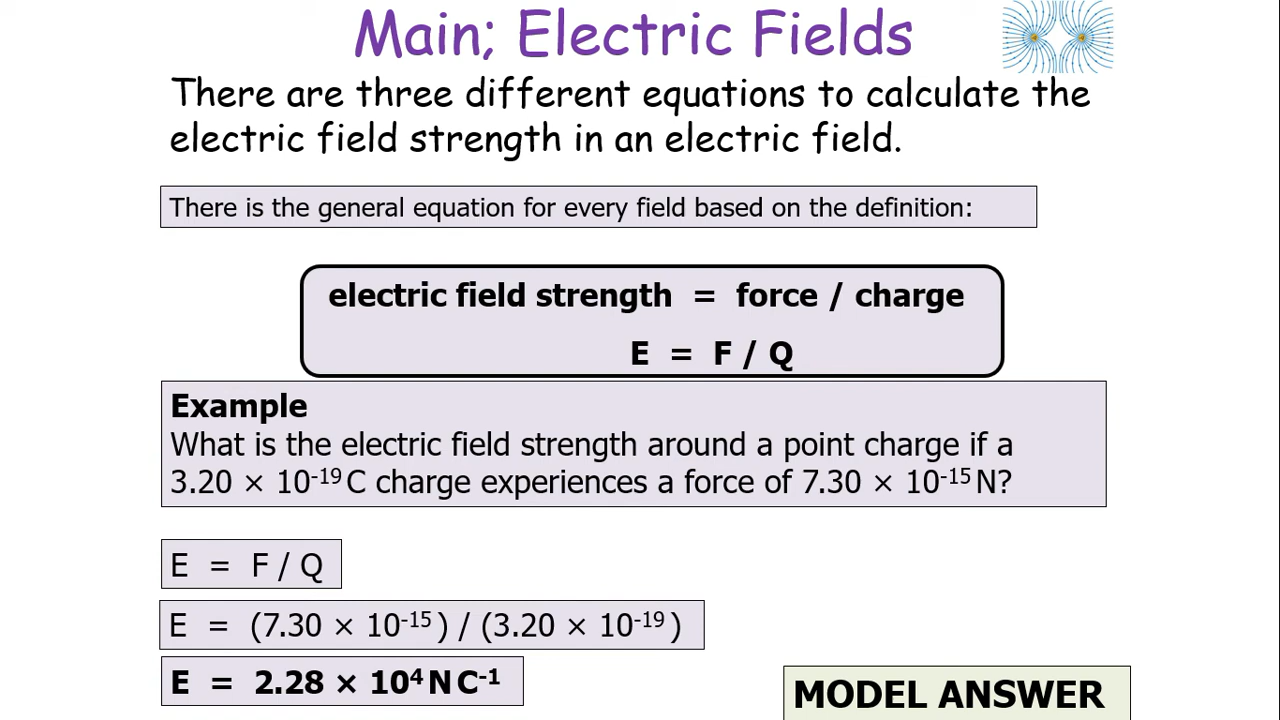 Main; Electric Fields
There are three different equations to calculate the
electric field strength in an electric field.
There is the general equation for every field based on the definition:
electric field strength = force / charge
E = F / Q
Example
What is the electric field strength around a point charge if a
3.20 × 10⁻¹⁹ C charge experiences a force of 7.30 × 10⁻¹⁵ N?
E = F / Q
E = (7.30 × 10⁻¹⁵ ) / (3.20 × 10⁻¹⁹ )
E = 2.28 × 10⁴ N C⁻¹
MODEL ANSWER